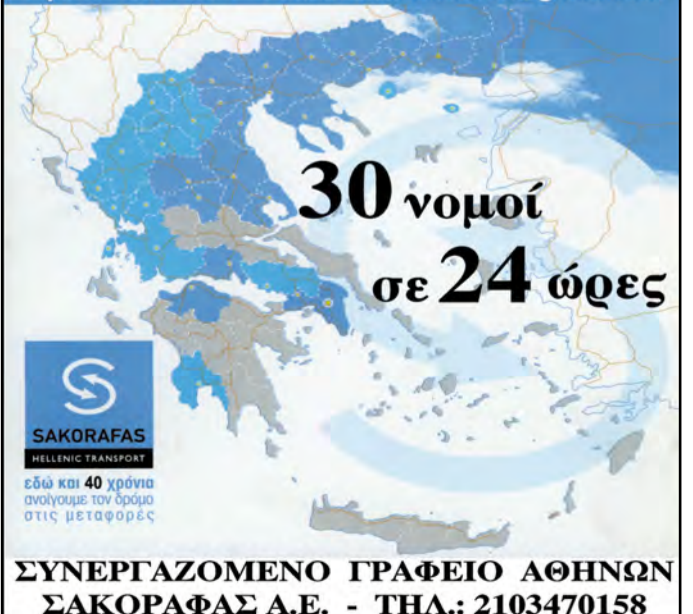 30 νομοί
σε 24 ώρες
SAKORAFAS
HELLENIC TRANSPORT
εδώ και 40 χρόνια
ανοίγουμε τον δρόμο
στις μεταφορές
ΣΥΝΕΡΓΑΖΟΜΕΝΟ ΓΡΑΦΕΙΟ ΑΘΗΝΩΝ
ΣΑΚΟΡΑΦΑΣ Α.Ε. - ΤΗΛ.: 2103470158